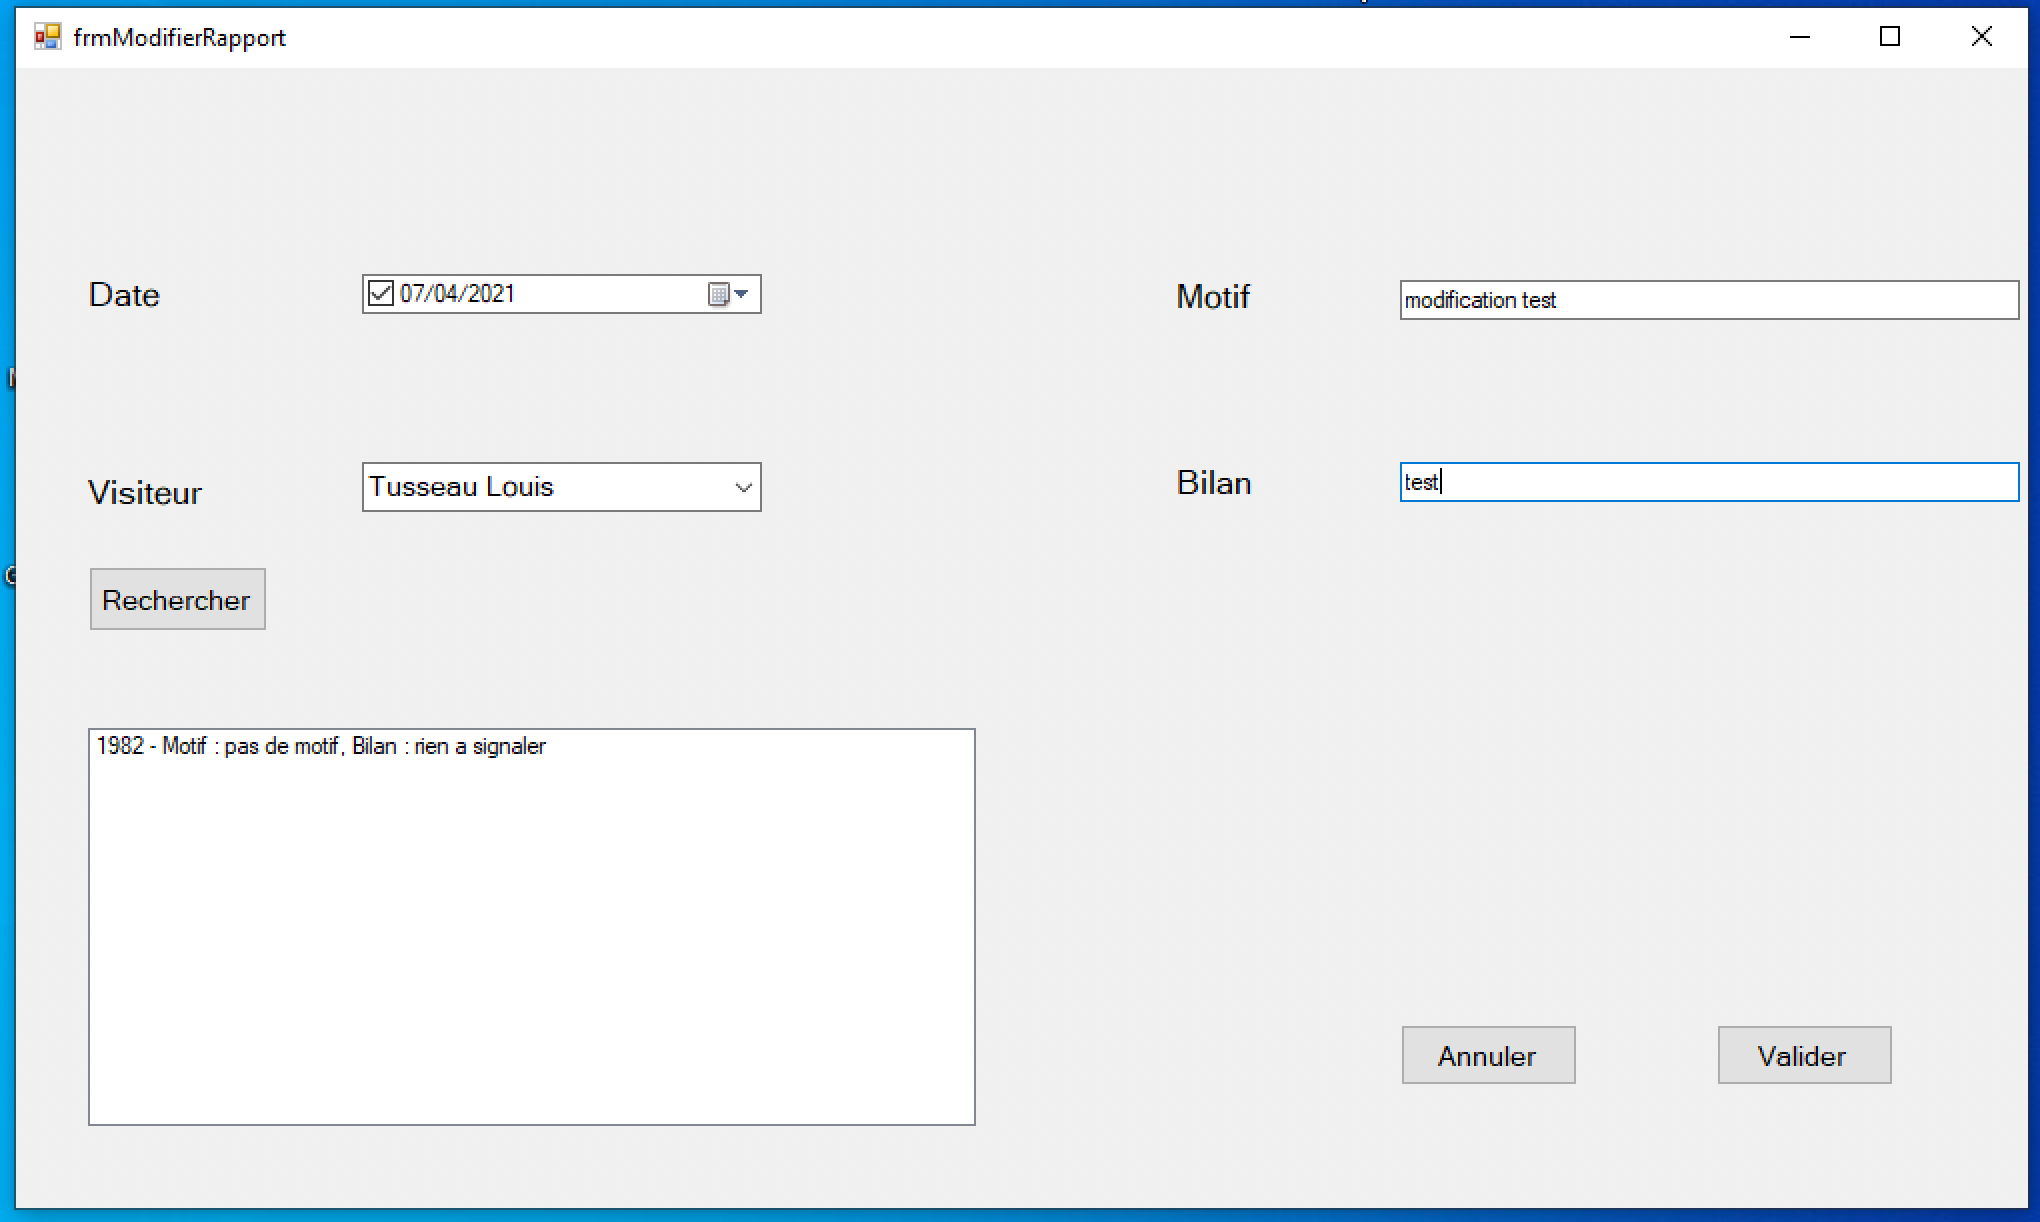 frmModifierRapport
Date
07/04/2021
Motif
modification test
Visiteur
Tusseau Louis
Bilan
test
Rechercher
1982 - Motif : pas de motif, Bilan : rien a signaler
Annuler
Valider